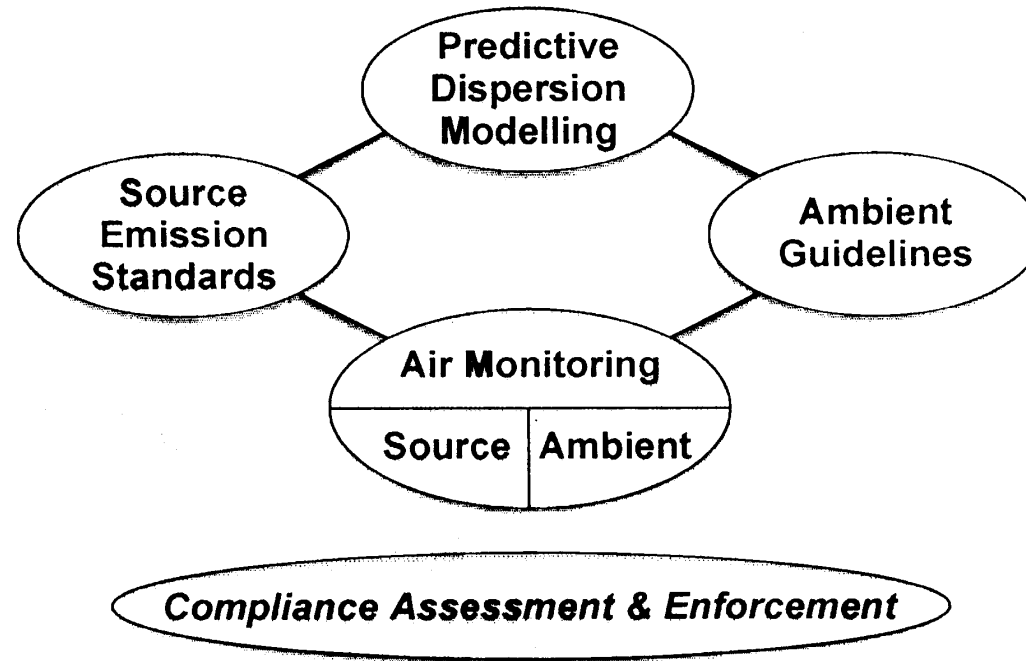 Predictive
Dispersion
Modelling
Source
Emission
Standards
Ambient
Guidelines
Air Monitoring
Source
Ambient
Compliance Assessment & Enforcement